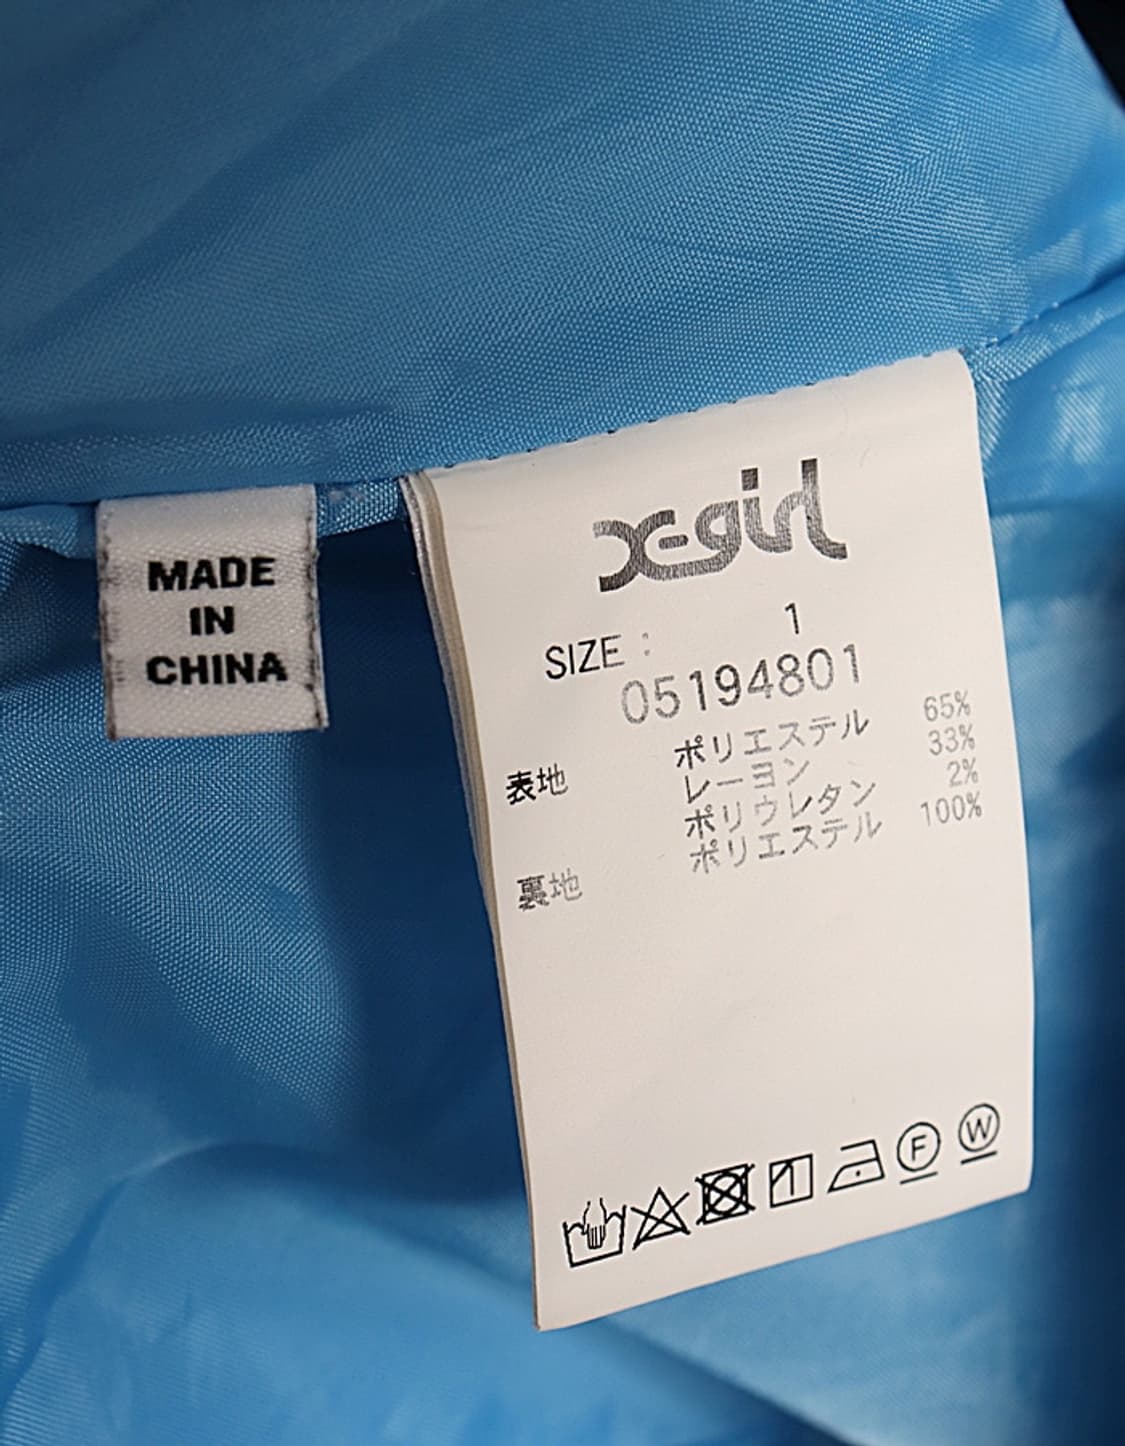 MADE
IN
CHINA
X-girl
SIZE : 1
05194801
表地 ポリエステル 65%
レーヨン 33%
ポリウレタン 2%
裏地 ポリエステル 100%
F W